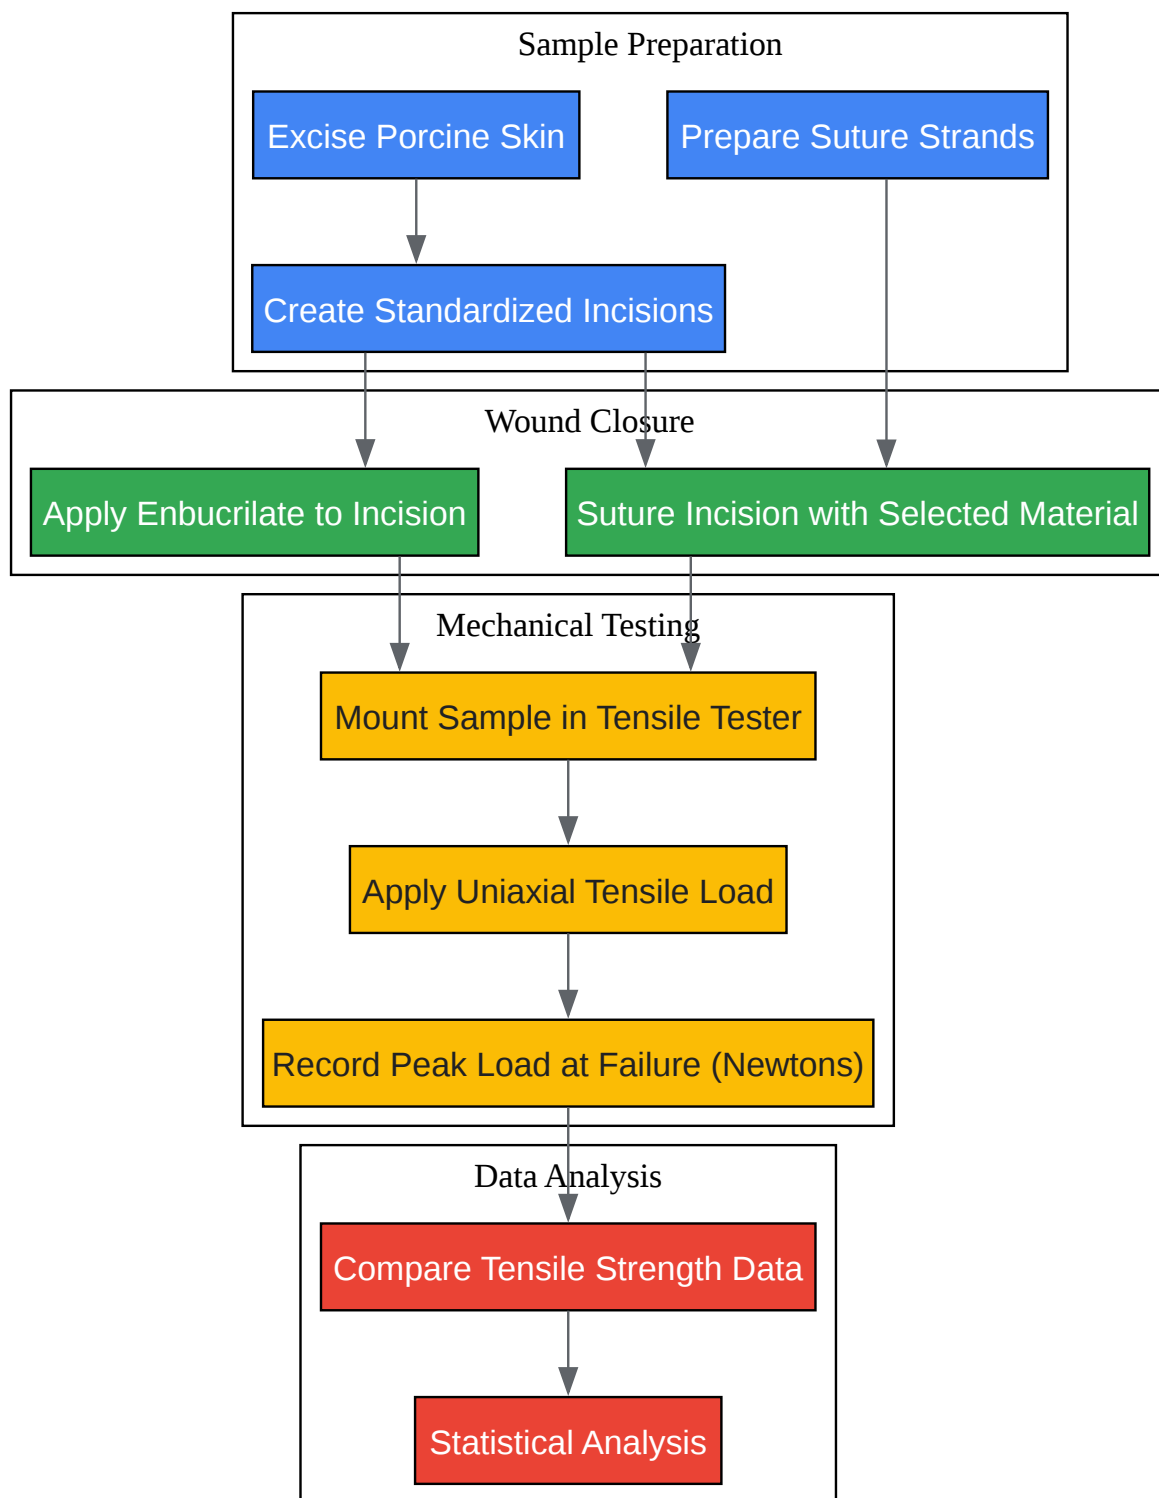 Sample Preparation
Excise Porcine Skin
Prepare Suture Strands
Create Standardized Incisions
Wound Closure
Apply Enbucrilate to Incision
Suture Incision with Selected Material
Mechanical Testing
Mount Sample in Tensile Tester
Apply Uniaxial Tensile Load
Record Peak Load at Failure (Newtons)
Data Analysis
Compare Tensile Strength Data
Statistical Analysis